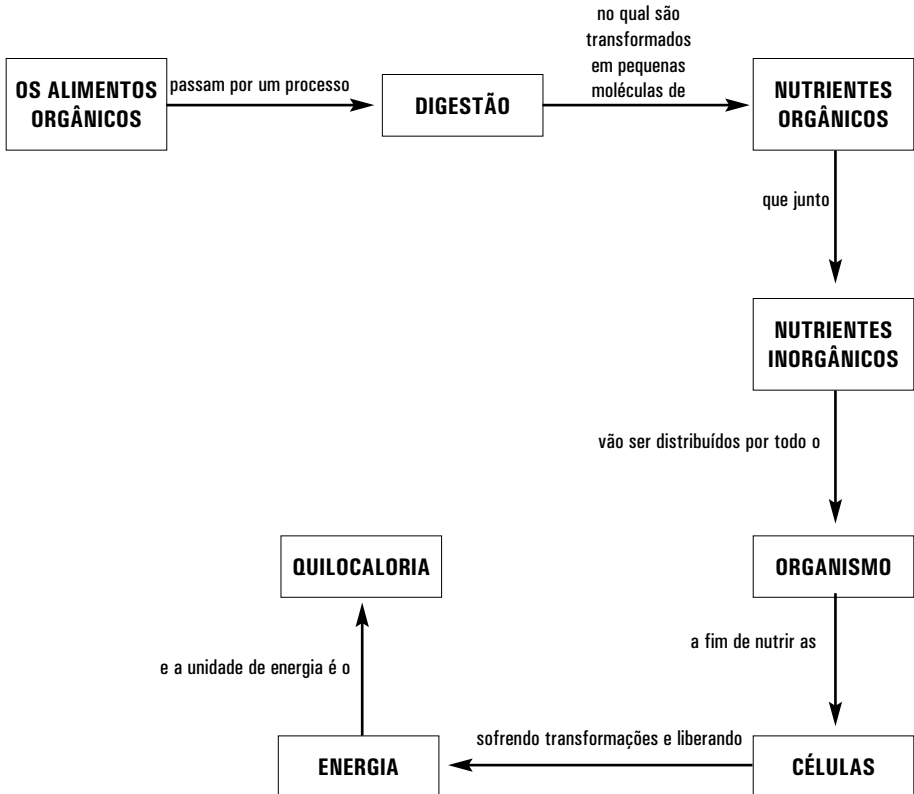 OS ALIMENTOS
ORGÂNICOS
passam por um processo
DIGESTÃO
no qual são
transformados
em pequenas
moléculas de
NUTRIENTES
ORGÂNICOS
que junto
NUTRIENTES
INORGÂNICOS
vão ser distribuídos por todo o
ORGANISMO
a fim de nutrir as
CÉLULAS
sofrendo transformações e liberando
ENERGIA
e a unidade de energia é o
QUILOCALORIA